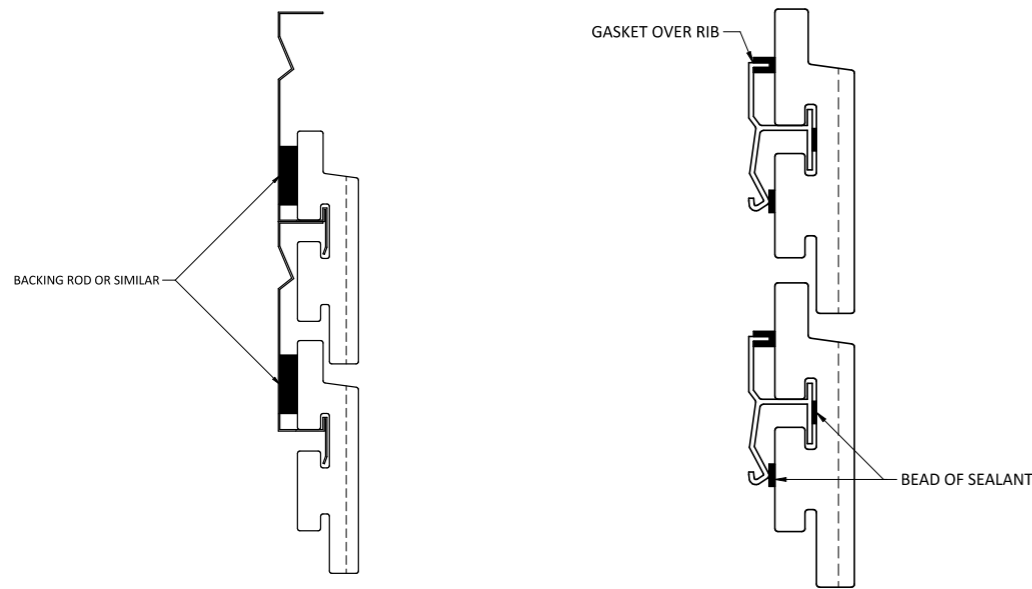 GASKET OVER RIB
BACKING ROD OR SIMILAR
BEAD OF SEALANT